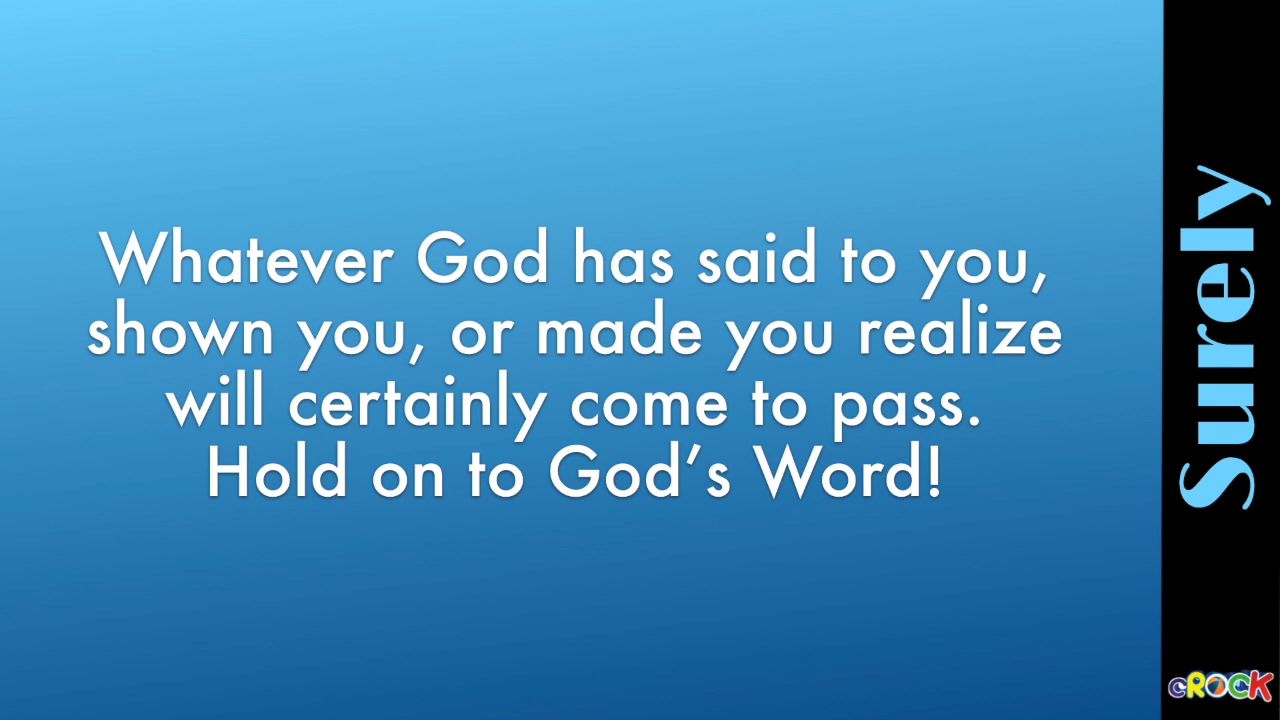 Whatever God has said to you,
shown you, or made you realize
will certainly come to pass.
Hold on to God’s Word!
Surely
cROCK